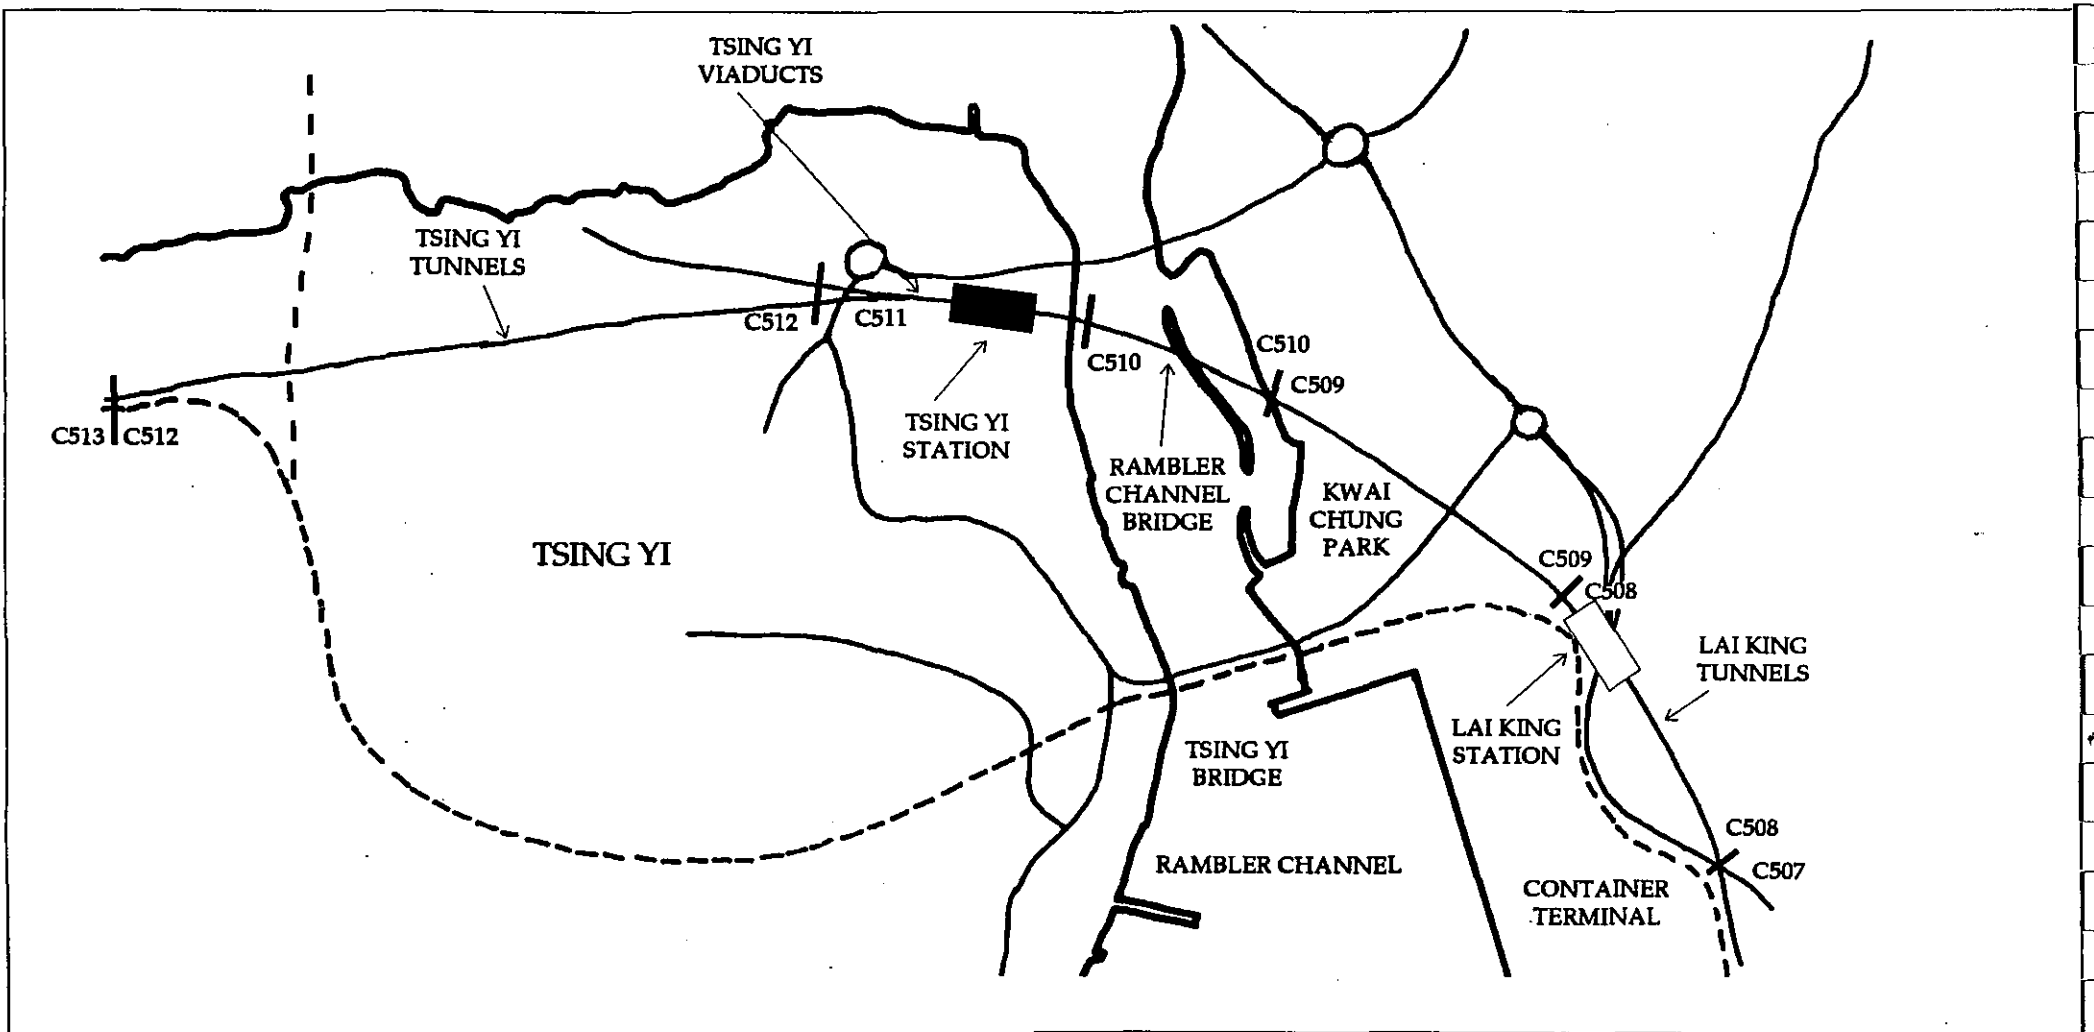 TSING YI
VIADUCTS
TSING YI
TUNNELS
C512
C511
C510
C510
C509
C513
C512
TSING YI
STATION
RAMBLER
CHANNEL
BRIDGE
KWAI
CHUNG
PARK
TSING YI
C509
C508
LAI KING
TUNNELS
LAI KING
STATION
TSING YI
BRIDGE
C508
C507
RAMBLER CHANNEL
CONTAINER
TERMINAL